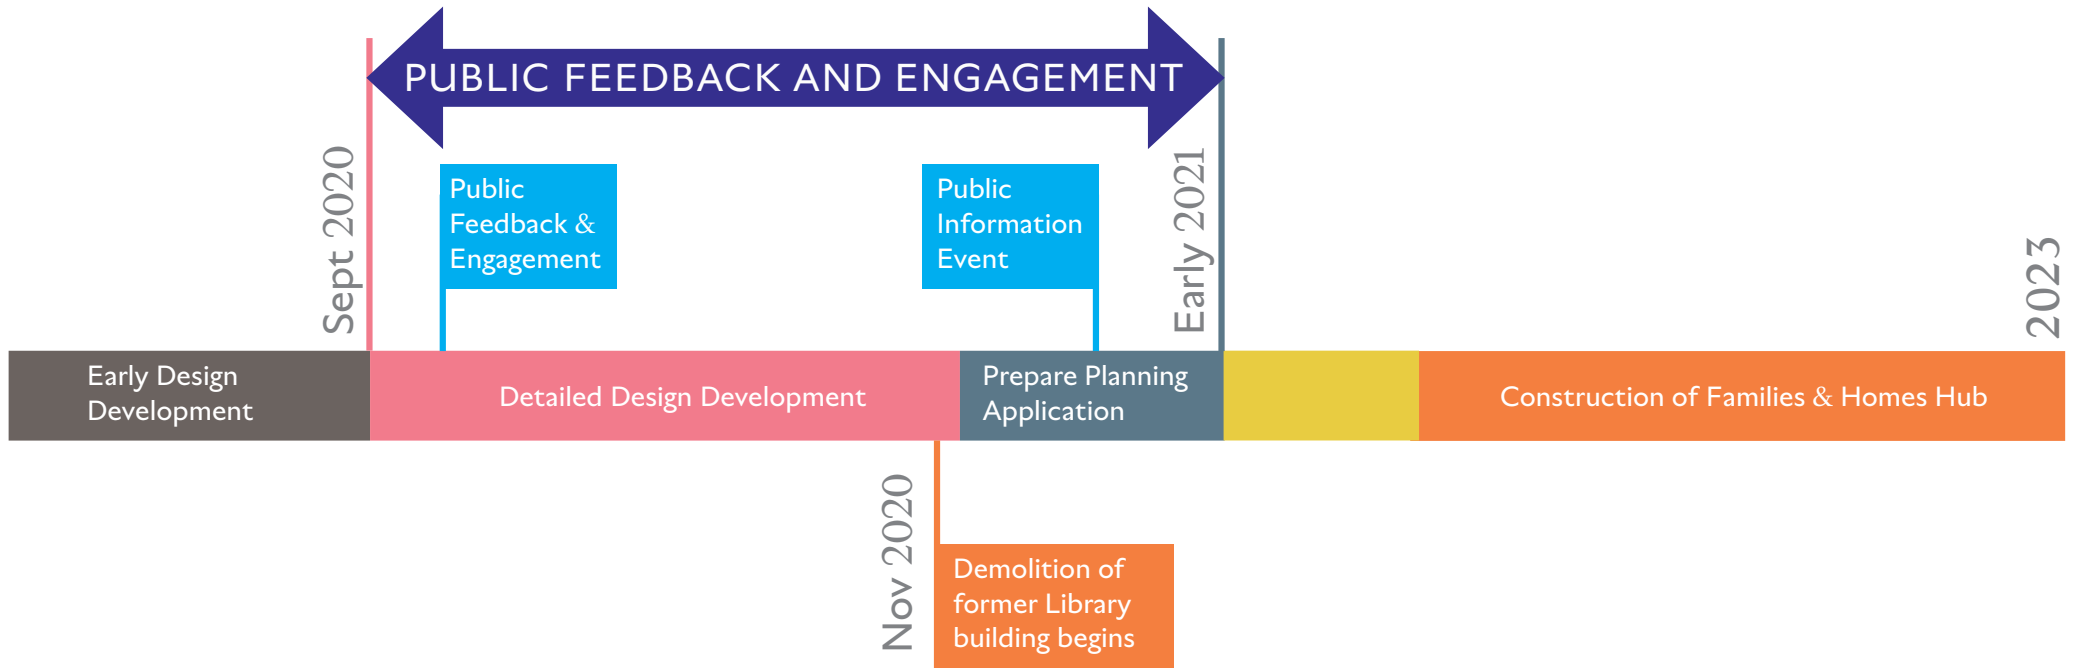 PUBLIC FEEDBACK AND ENGAGEMENT
Sept 2020
Public
Feedback &
Engagement
Public
Information
Event
Early 2021
2023
Early Design
Development
Detailed Design Development
Prepare Planning
Application
Construction of Families & Homes Hub
Nov 2020
Demolition of
former Library
building begins